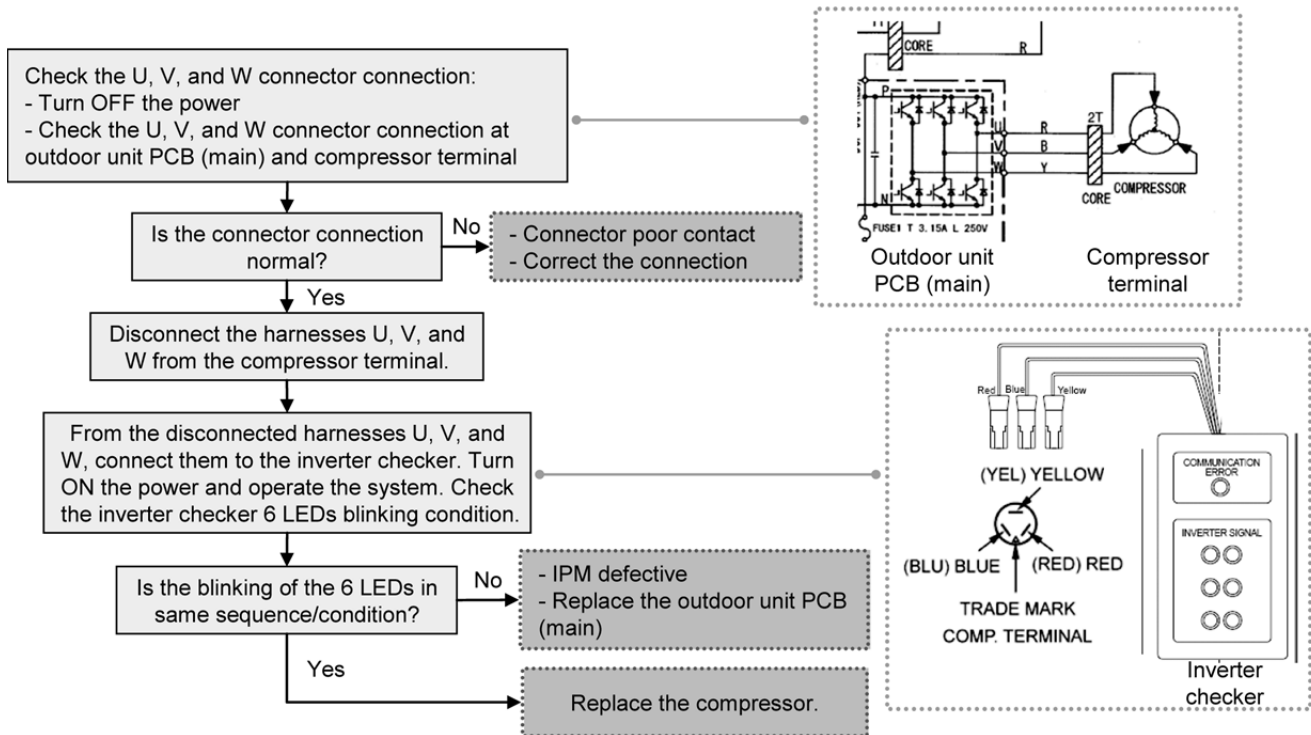 Check the U, V, and W connector connection:
- Turn OFF the power
- Check the U, V, and W connector connection at
outdoor unit PCB (main) and compressor terminal
Is the connector connection
normal?
No
- Connector poor contact
- Correct the connection
Yes
Disconnect the harnesses U, V, and
W from the compressor terminal.
From the disconnected harnesses U, V, and
W, connect them to the inverter checker. Turn
ON the power and operate the system. Check
the inverter checker 6 LEDs blinking condition.
Is the blinking of the 6 LEDs in
same sequence/condition?
No
- IPM defective
- Replace the outdoor unit PCB
(main)
Yes
Replace the compressor.
CORE
R
P
U
R
2T
V
B
W
Y
N
CORE
COMPRESSOR
FUSE1 T 3.15A L 250V
Outdoor unit
PCB (main)
Compressor
terminal
Red
Blue
Yellow
(YEL) YELLOW
(BLU) BLUE
(RED) RED
TRADE MARK
COMP. TERMINAL
COMMUNICATION
ERROR
INVERTER SIGNAL
Inverter
checker